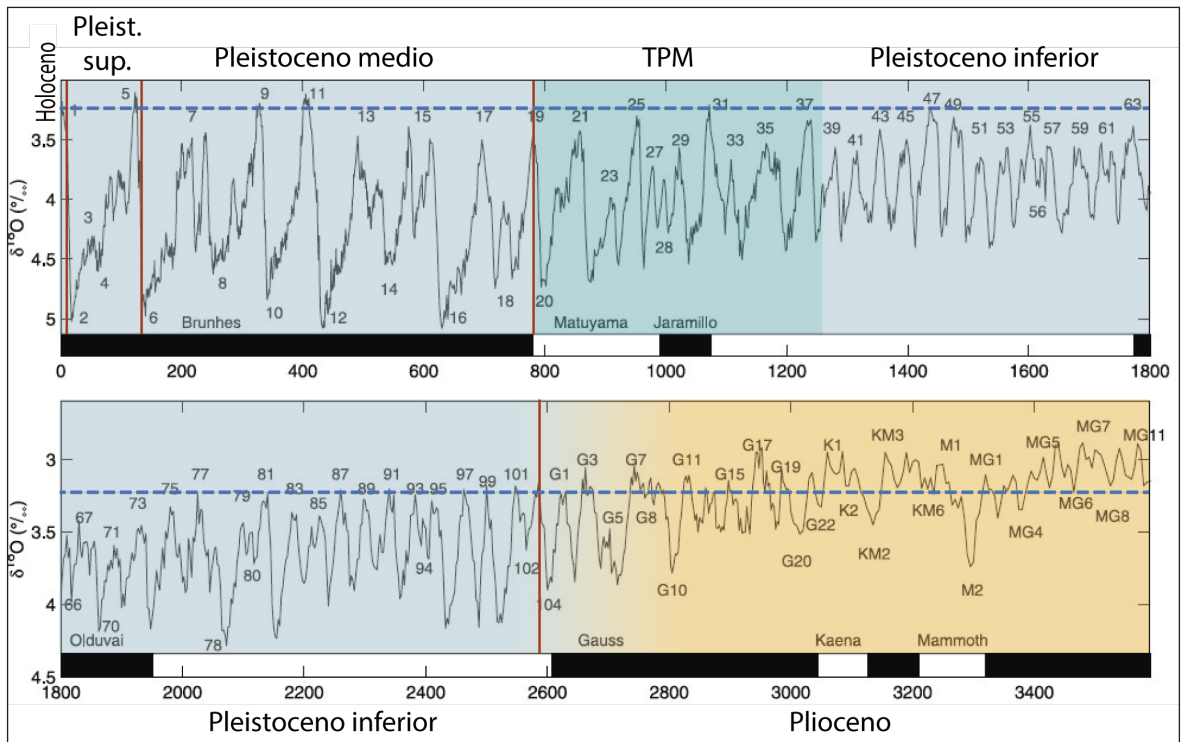 Pleist.
sup.
Holoceno
Pleistoceno medio
TPM
Pleistoceno inferior
5 9 11 25 31 37 47 49 63
1 7 13 15 17 19 21 33 35 39 41 43 45 51 53 55 57 59 61
27 29
3 23 56
4 8 14 28
2 6 10 12 16 18 20
Brunhes Matuyama Jaramillo
3.5
4
4.5
5
δ¹⁸O (°/₀₀)
0 200 400 600 800 1000 1200 1400 1600 1800
3
3.5
4
4.5
δ¹⁸O (°/₀₀)
77 81 87 91 97 99 101 G1 G3 G7 G11 G15 G17 G19 K1 KM3 M1 MG1 MG5 MG7 MG11
67 71 73 75 79 83 85 89 93 95 G5 G8 G22 K2 KM6 MG4 MG6 MG8
66 70 78 80 94 102 104 G10 G20 KM2 M2
Olduvai Gauss Kaena Mammoth
1800 2000 2200 2400 2600 2800 3000 3200 3400
Pleistoceno inferior
Plioceno